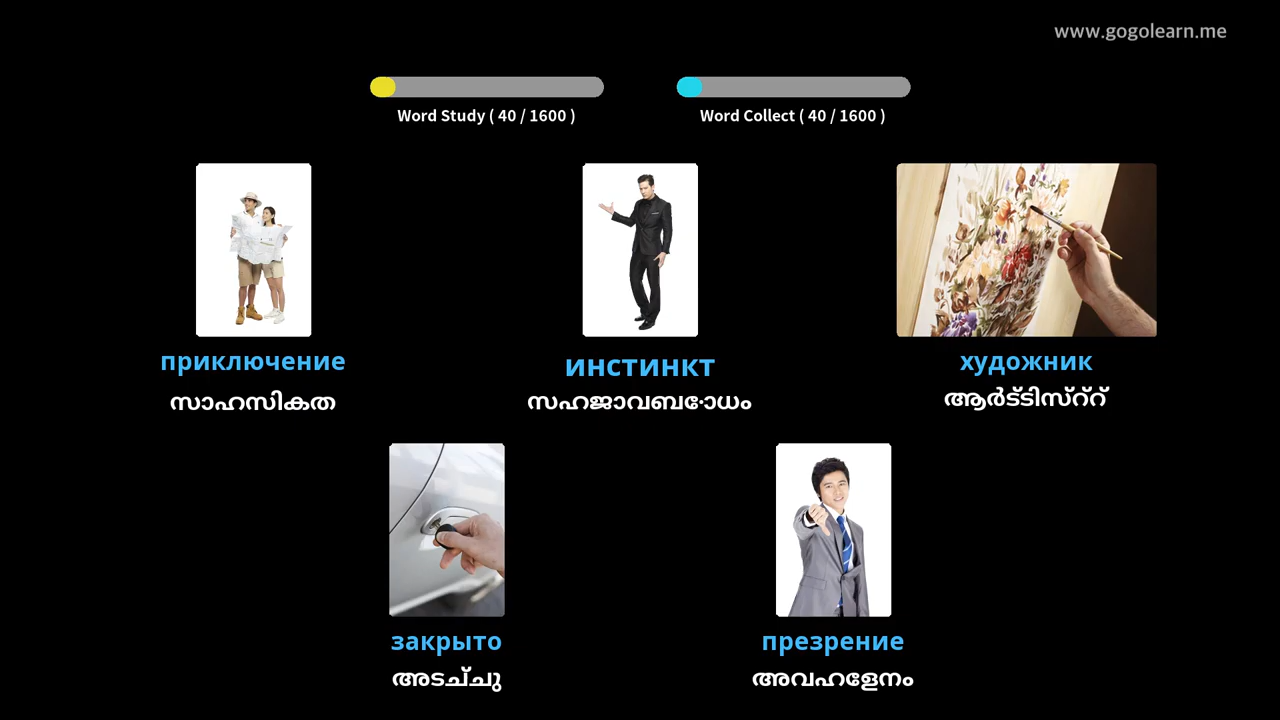 www.gogolearn.me
Word Study ( 40 / 1600 )
Word Collect ( 40 / 1600 )
приключение
സാഹസികത
инстинкт
സഹജാവബോധം
художник
ആർട്ടിസ്റ്റ്
закрыто
അടച്ചു
презрение
അവഹേളനം